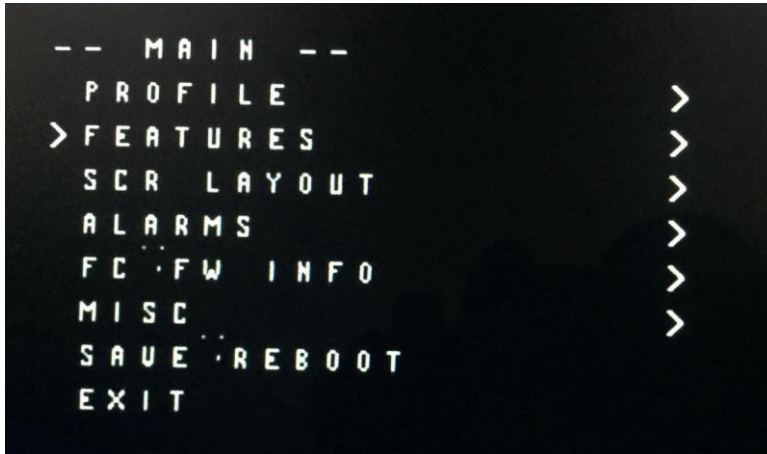 -- MAIN --
PROFILE >
>FEATURES >
SCR LAYOUT >
ALARMS >
FC FW INFO >
MISC >
SAVE REBOOT
EXIT